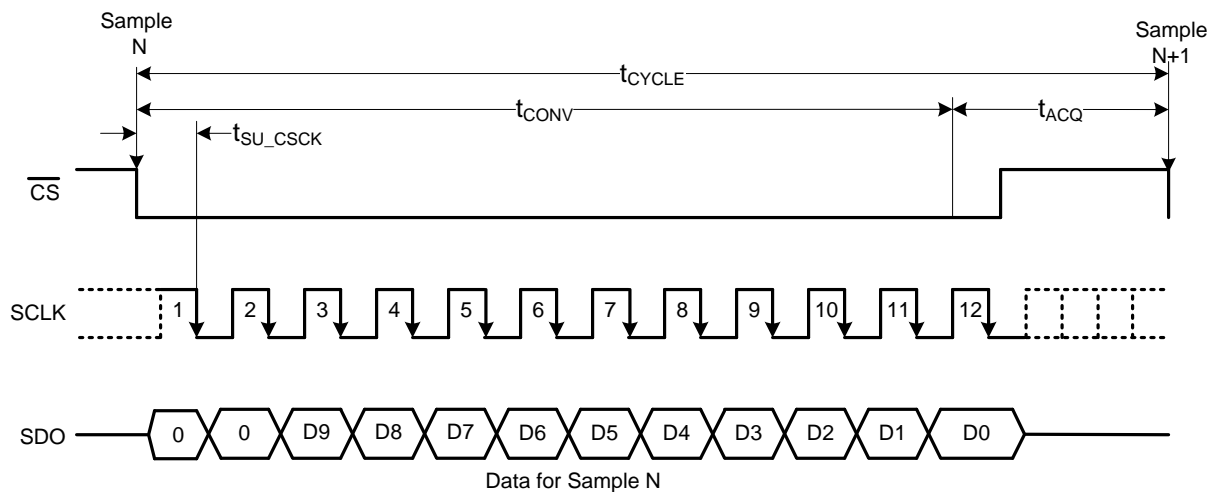 Sample
N
Sample
N+1
tCYCLE
tCONV
tACQ
tSU_CSCK
CS
SCLK
1 2 3 4 5 6 7 8 9 10 11 12
SDO
0 0 D9 D8 D7 D6 D5 D4 D3 D2 D1 D0
Data for Sample N